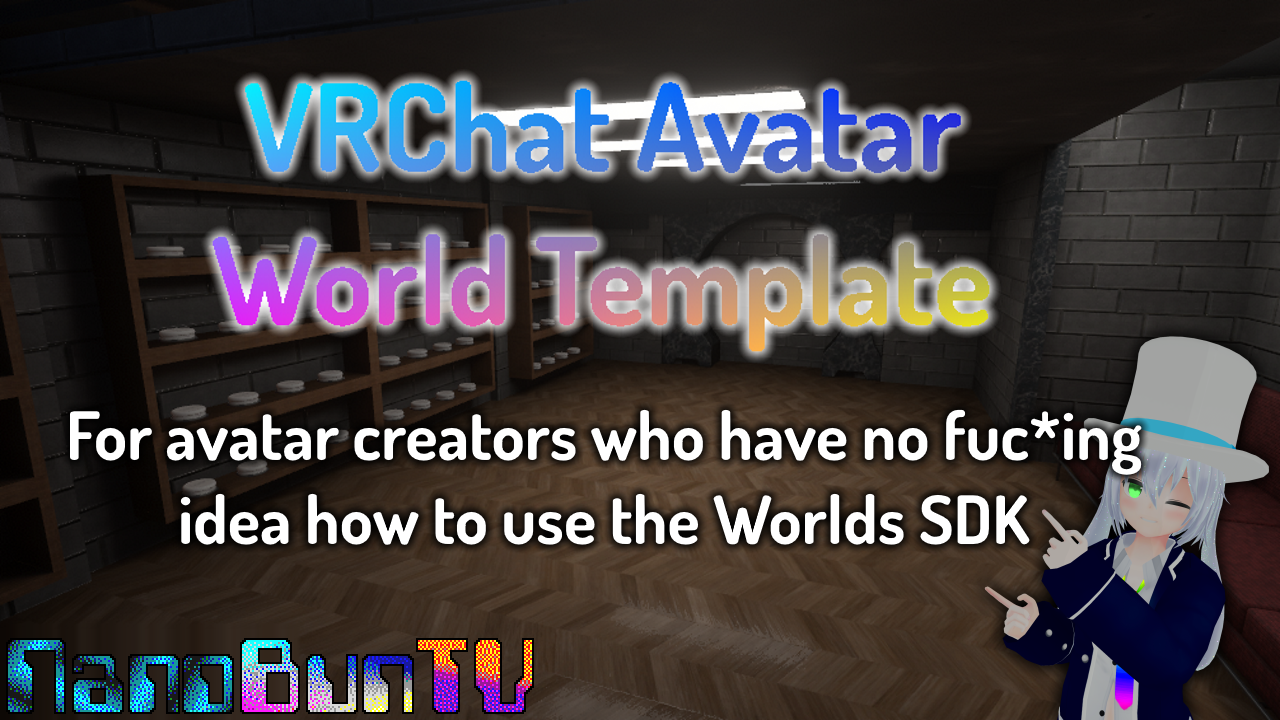 VRChat Avatar
World Template
For avatar creators who have no fuc*ing
idea how to use the Worlds SDK
NanoBunTV